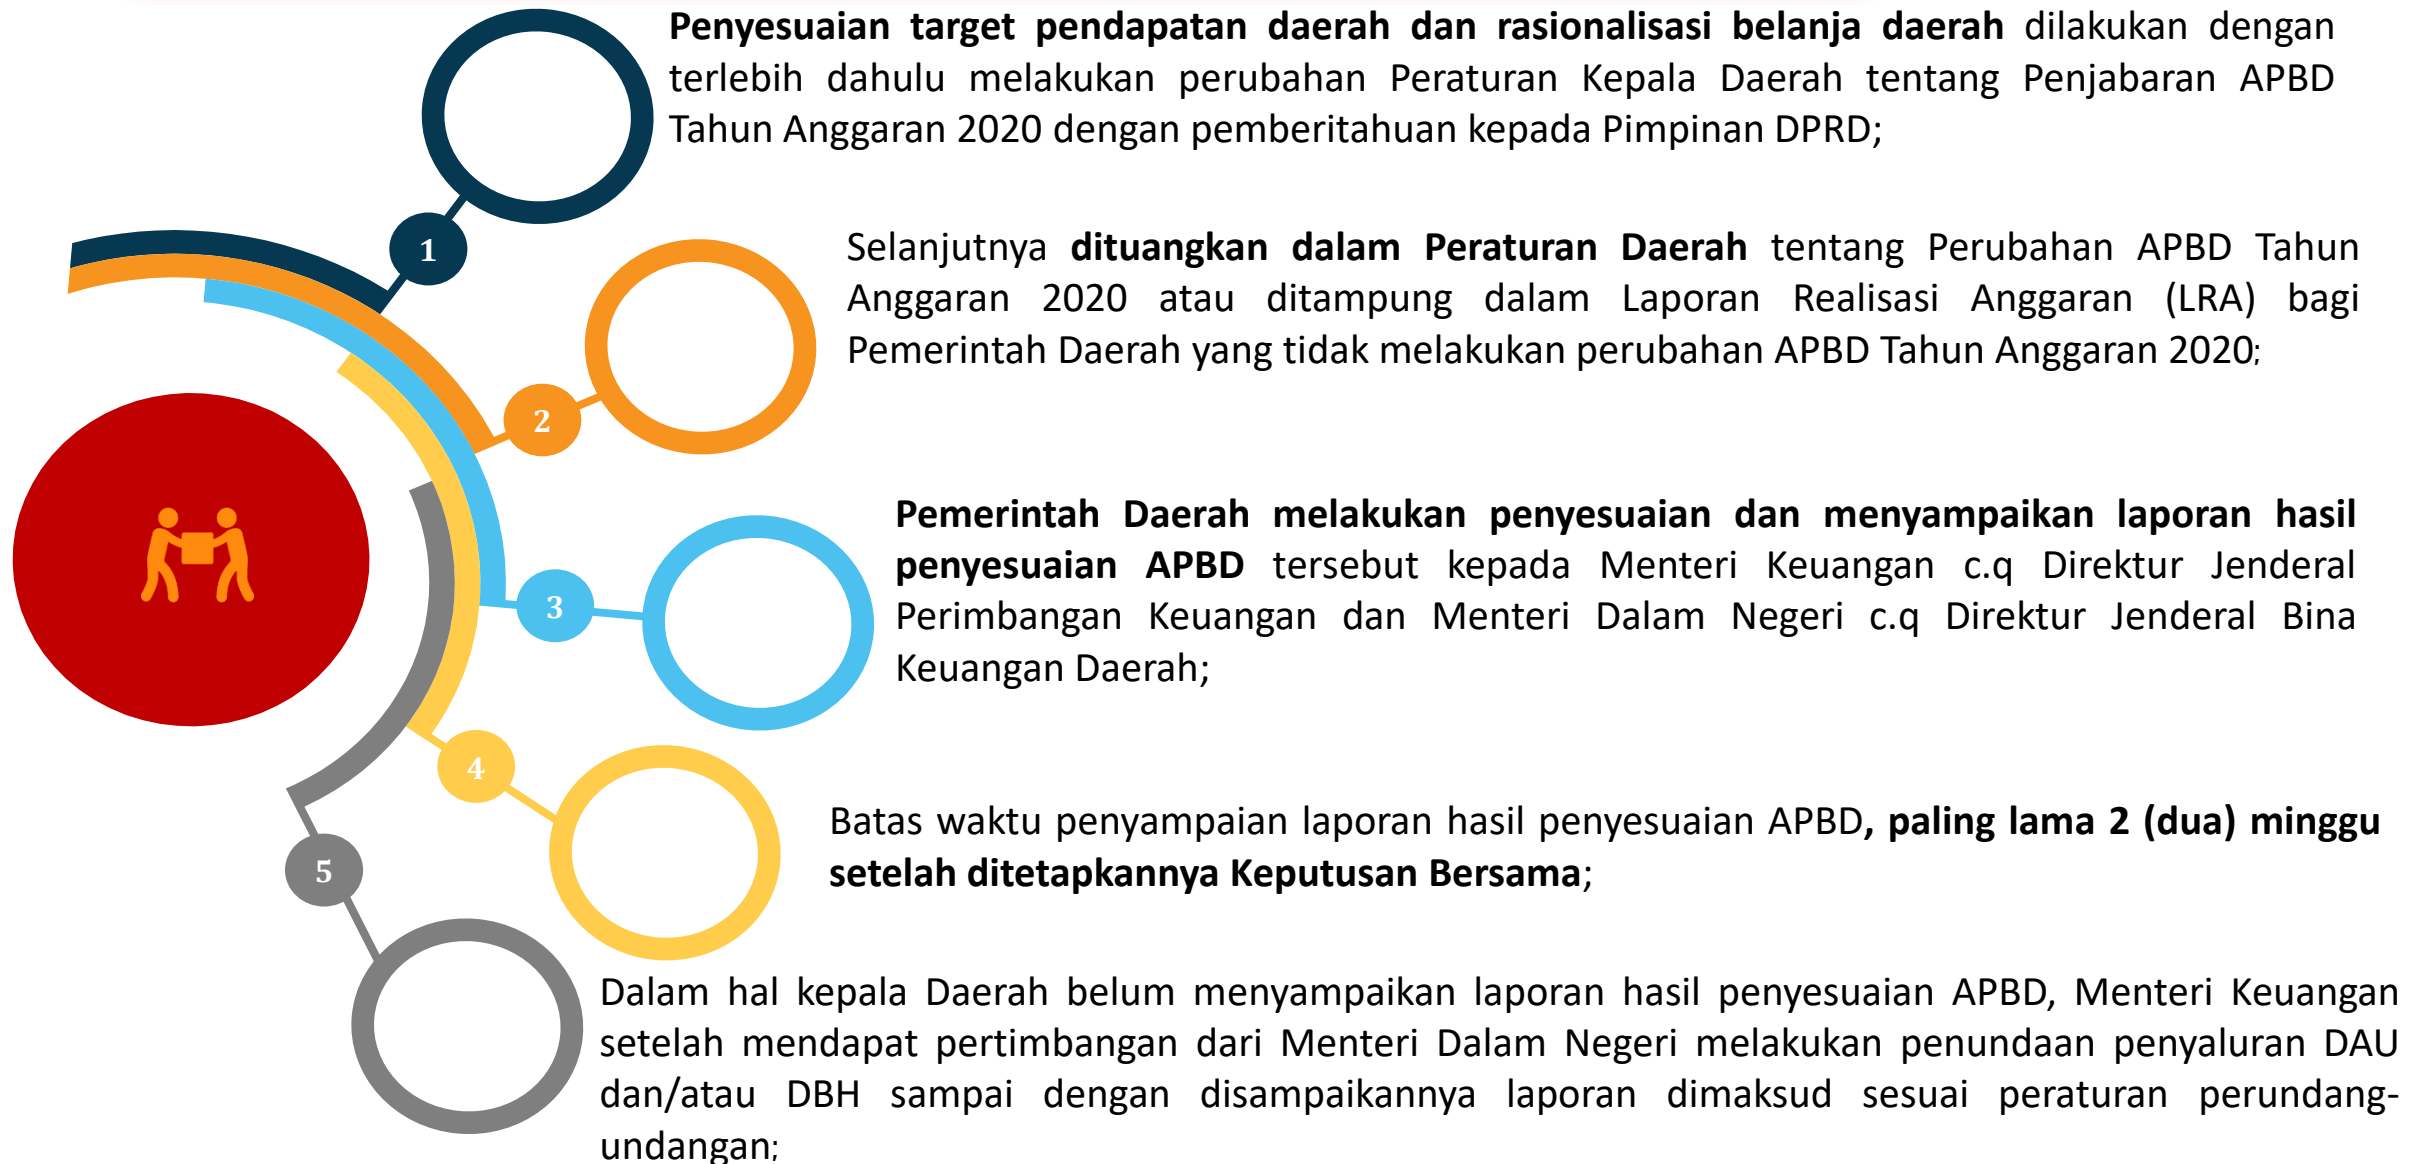 Penyesuaian target pendapatan daerah dan rasionalisasi belanja daerah dilakukan dengan
terlebih dahulu melakukan perubahan Peraturan Kepala Daerah tentang Penjabaran APBD
Tahun Anggaran 2020 dengan pemberitahuan kepada Pimpinan DPRD;
1
Selanjutnya dituangkan dalam Peraturan Daerah tentang Perubahan APBD Tahun
Anggaran 2020 atau ditampung dalam Laporan Realisasi Anggaran (LRA) bagi
Pemerintah Daerah yang tidak melakukan perubahan APBD Tahun Anggaran 2020;
2
Pemerintah Daerah melakukan penyesuaian dan menyampaikan laporan hasil
penyesuaian APBD tersebut kepada Menteri Keuangan c.q Direktur Jenderal
Perimbangan Keuangan dan Menteri Dalam Negeri c.q Direktur Jenderal Bina
Keuangan Daerah;
3
4
Batas waktu penyampaian laporan hasil penyesuaian APBD, paling lama 2 (dua) minggu
setelah ditetapkannya Keputusan Bersama;
5
Dalam hal kepala Daerah belum menyampaikan laporan hasil penyesuaian APBD, Menteri Keuangan
setelah mendapat pertimbangan dari Menteri Dalam Negeri melakukan penundaan penyaluran DAU
dan/atau DBH sampai dengan disampaikannya laporan dimaksud sesuai peraturan perundang-
undangan;